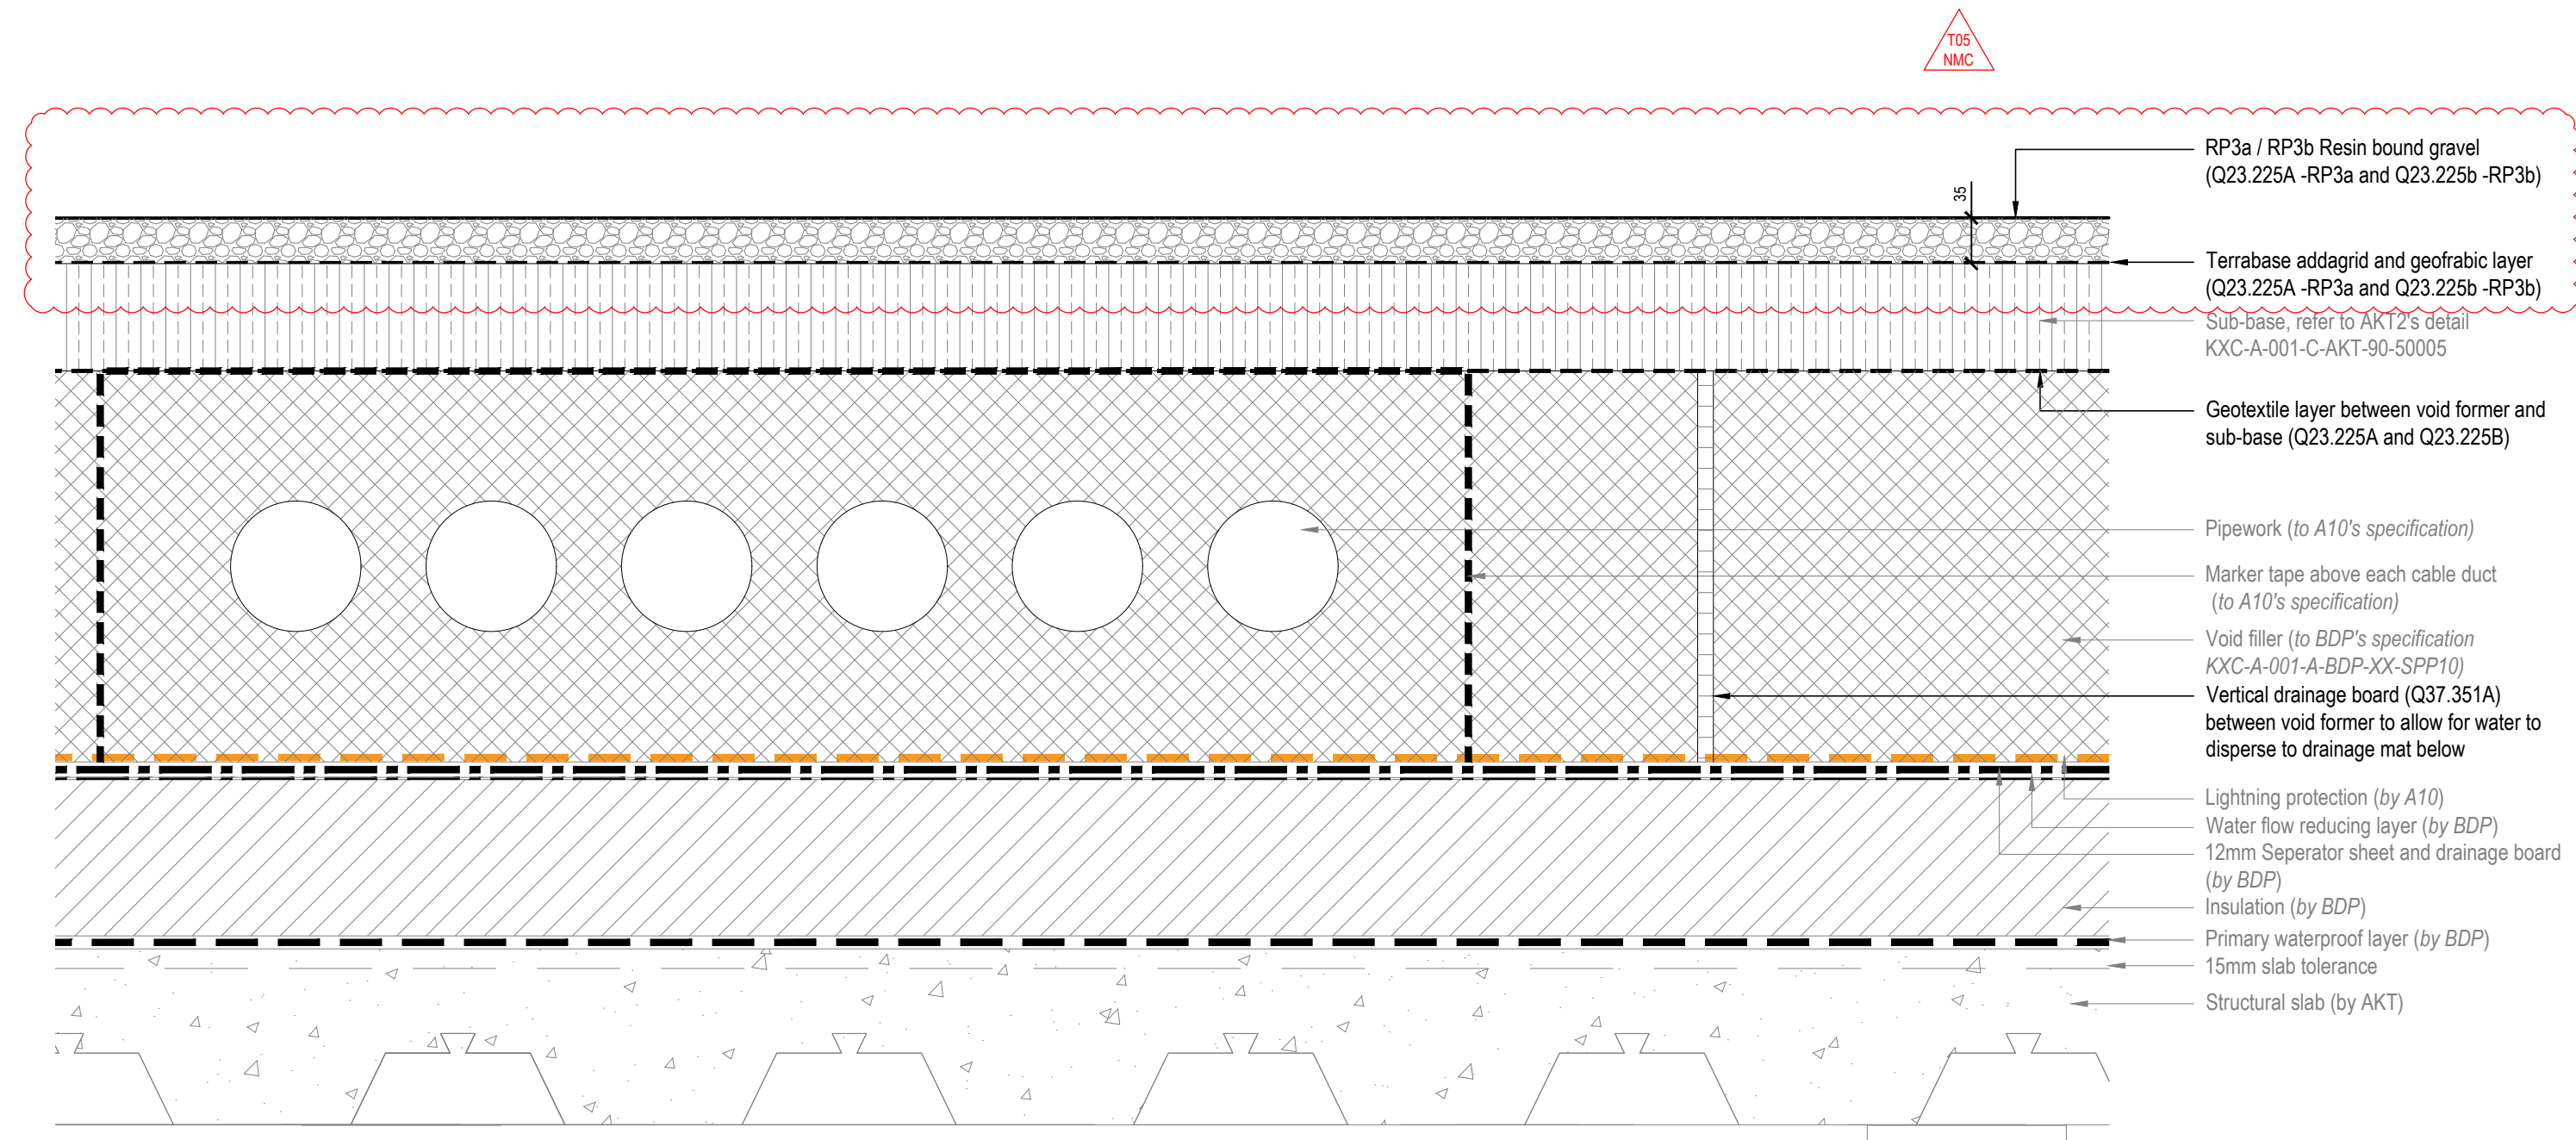 T05
NMC
RP3a / RP3b Resin bound gravel
(Q23.225A -RP3a and Q23.225b -RP3b)
35
Terrabase addagrid and geofrabic layer
(Q23.225A -RP3a and Q23.225b -RP3b)
Sub-base, refer to AKT2's detail
KXC-A-001-C-AKT-90-50005
Geotextile layer between void former and
sub-base (Q23.225A and Q23.225B)
Pipework (to A10's specification)
Marker tape above each cable duct
(to A10's specification)
Void filler (to BDP's specification
KXC-A-001-A-BDP-XX-SPP10)
Vertical drainage board (Q37.351A)
between void former to allow for water to
disperse to drainage mat below
Lightning protection (by A10)
Water flow reducing layer (by BDP)
12mm Seperator sheet and drainage board
(by BDP)
Insulation (by BDP)
Primary waterproof layer (by BDP)
15mm slab tolerance
Structural slab (by AKT)